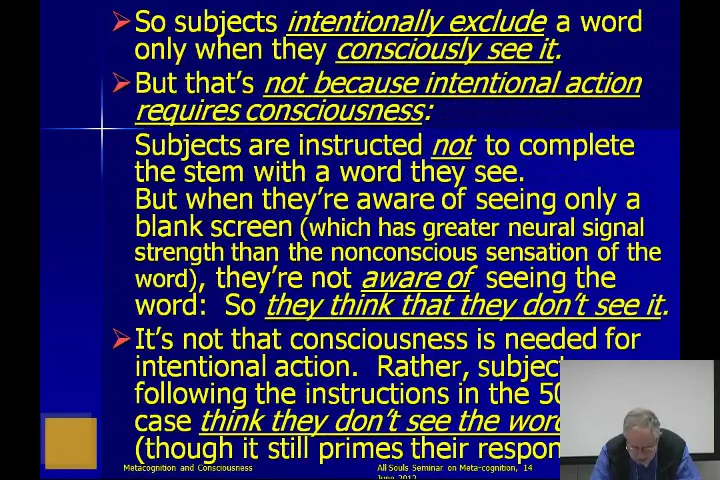 So subjects intentionally exclude a word
only when they consciously see it.
But that's not because intentional action
requires consciousness:
Subjects are instructed not to complete
the stem with a word they see.
But when they're aware of seeing only a
blank screen (which has greater neural signal
strength than the nonconscious sensation of the
word), they're not aware of seeing the
word: So they think that they don't see it.
It's not that consciousness is needed for
intentional action. Rather,
following the instructions in the
case think they don't see the
(though it still primes their
Metacognition and Consciousness
All Souls Seminar on Meta-cognition, 14
June 2012